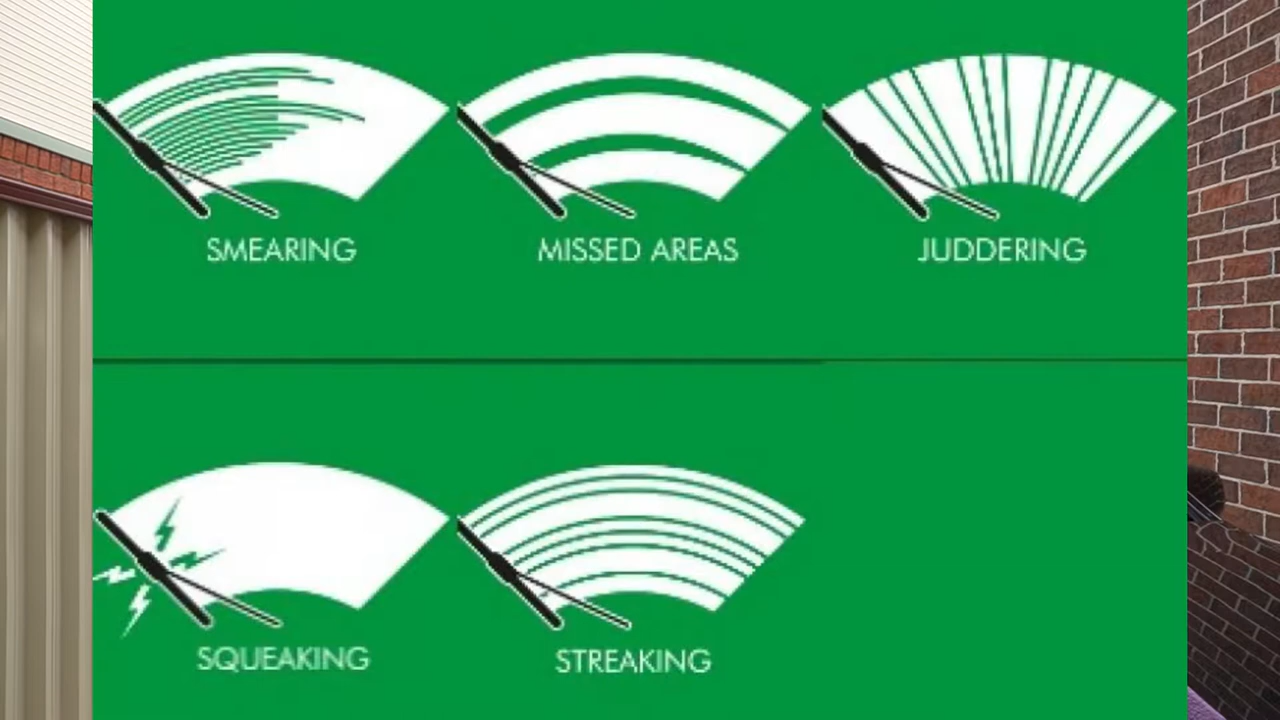 SMEARING
MISSED AREAS
JUDDERING
SQUEAKING
STREAKING